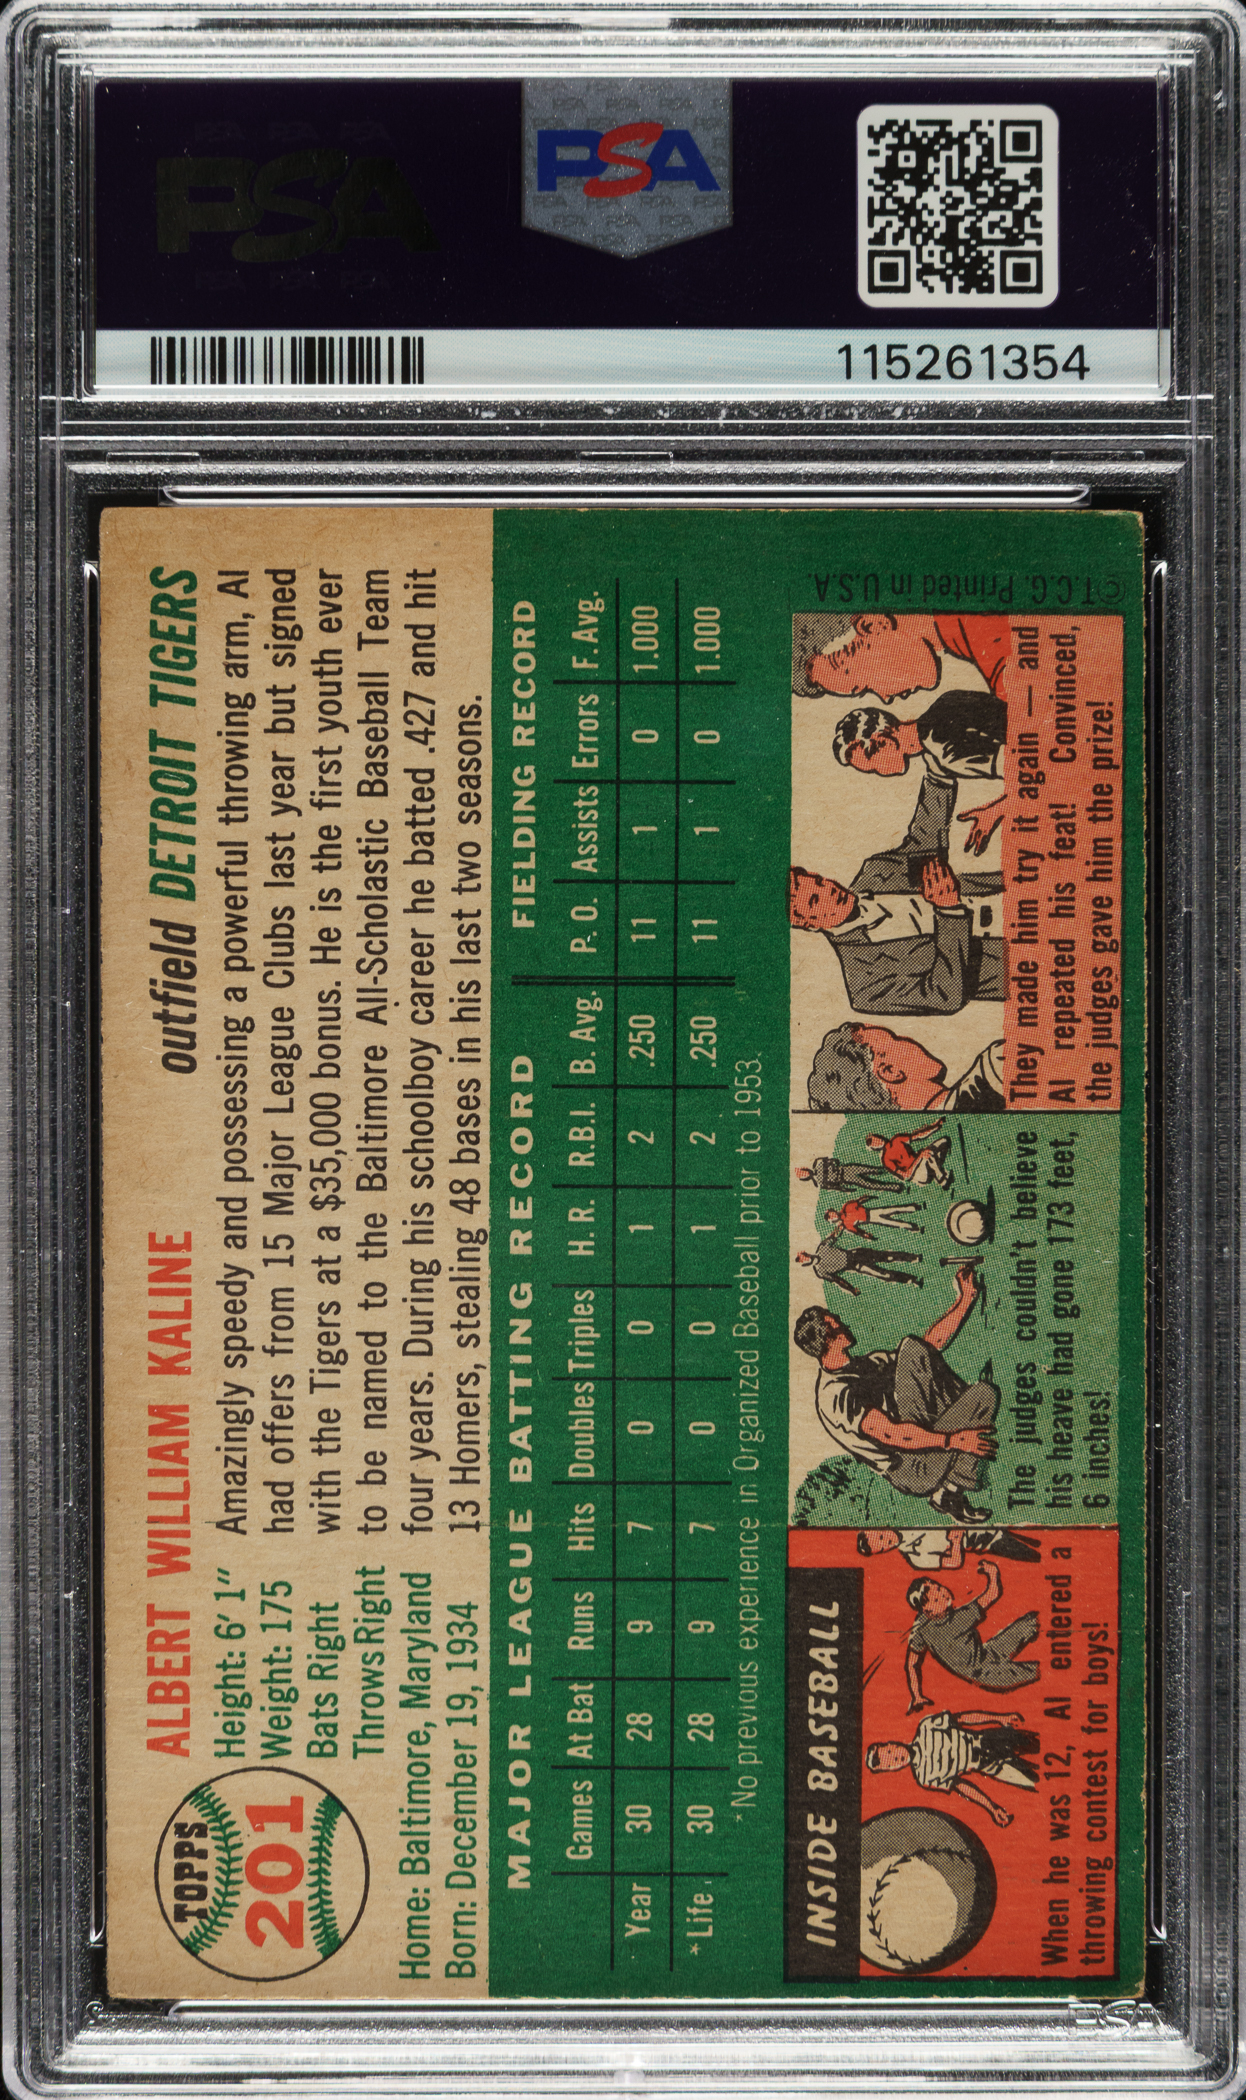 PSA
PSA
115261354
TOPPS
201
ALBERT WILLIAM KALINE
outfield DETROIT TIGERS
Height: 6' 1"
Weight: 175
Bats Right
Throws Right
Home: Baltimore, Maryland
Born: December 19, 1934
Amazingly speedy and possessing a powerful throwing arm, Al
had offers from 15 Major League Clubs last year but signed
with the Tigers at a $35,000 bonus. He is the first youth ever
to be named to the Baltimore All-Scholastic Baseball Team
four years. During his schoolboy career he batted .427 and hit
13 Homers, stealing 48 bases in his last two seasons.
MAJOR LEAGUE BATTING RECORD FIELDING RECORD
Games At Bat Runs Hits Doubles Triples H. R. R.B.I. B. Avg. P. O. Assists Errors F. Avg.
Year 30 28 9 7 0 0 1 2 .250 11 1 0 1.000
*Life 30 28 9 7 0 0 1 2 .250 11 1 0 1.000
*No previous experience in Organized Baseball prior to 1953.
INSIDE BASEBALL
When he was 12, Al entered a
throwing contest for boys!
The judges couldn't believe
his heave had gone 173 feet,
6 inches!
They made him try it again — and
Al repeated his feat! Convinced,
the judges gave him the prize!
©T.C.G. Printed in U.S.A.
PSA